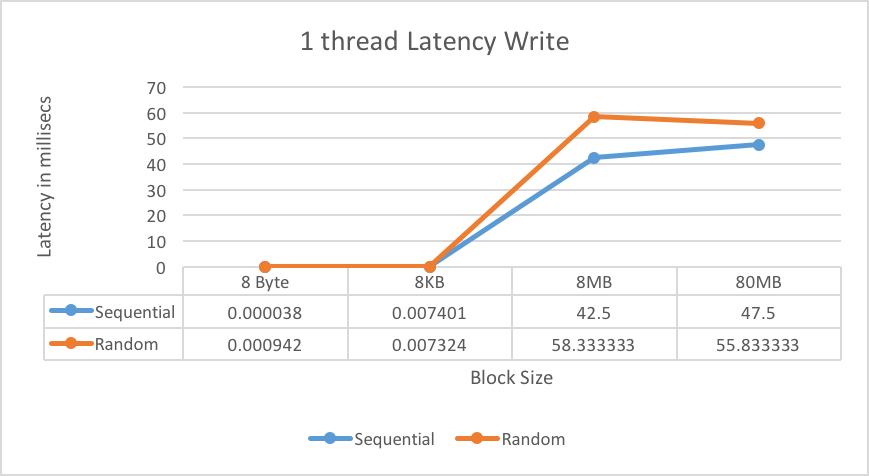 1 thread Latency Write
Latency in millisecs
70
60
50
40
30
20
10
0
8 Byte 8KB 8MB 80MB
Sequential 0.000038 0.007401 42.5 47.5
Random 0.000942 0.007324 58.333333 55.833333
Block Size
Sequential Random